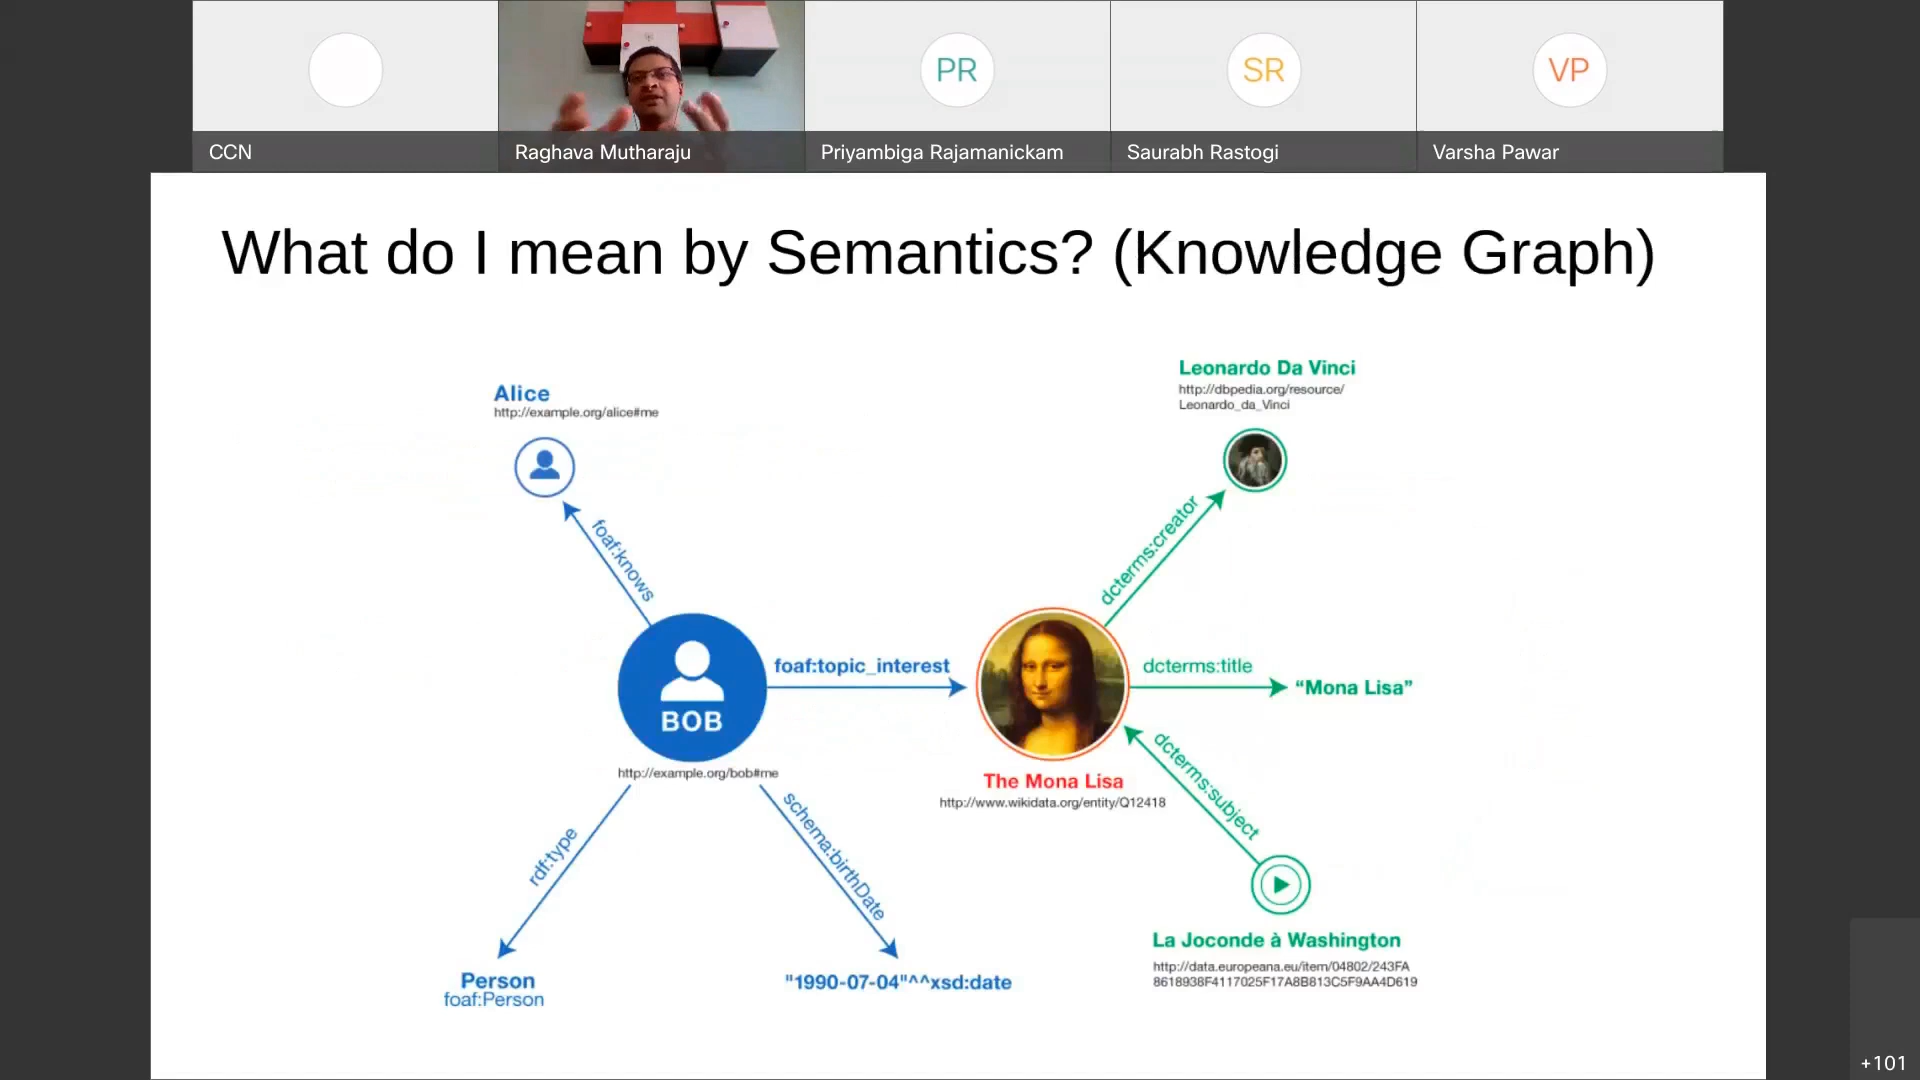 PR
SR
VP
CCN
Raghava Mutharaju
Priyambiga Rajamanickam
Saurabh Rastogi
Varsha Pawar
What do I mean by Semantics? (Knowledge Graph)
Alice
http://example.org/alice#me
Leonardo Da Vinci
http://dbpedia.org/resource/
Leonardo_da_Vinci
foaf:knows
dcterms:creator
BOB
http://example.org/bob#me
foaf:topic_interest
dcterms:title
“Mona Lisa”
The Mona Lisa
http://www.wikidata.org/entity/Q12418
dcterms:subject
rdf:type
schema:birthDate
Person
foaf:Person
"1990-07-04"^^xsd:date
La Joconde à Washington
http://data.europeana.eu/item/04802/243FA
8618938F4117025F17A8B813C5F9AA4D619
+101